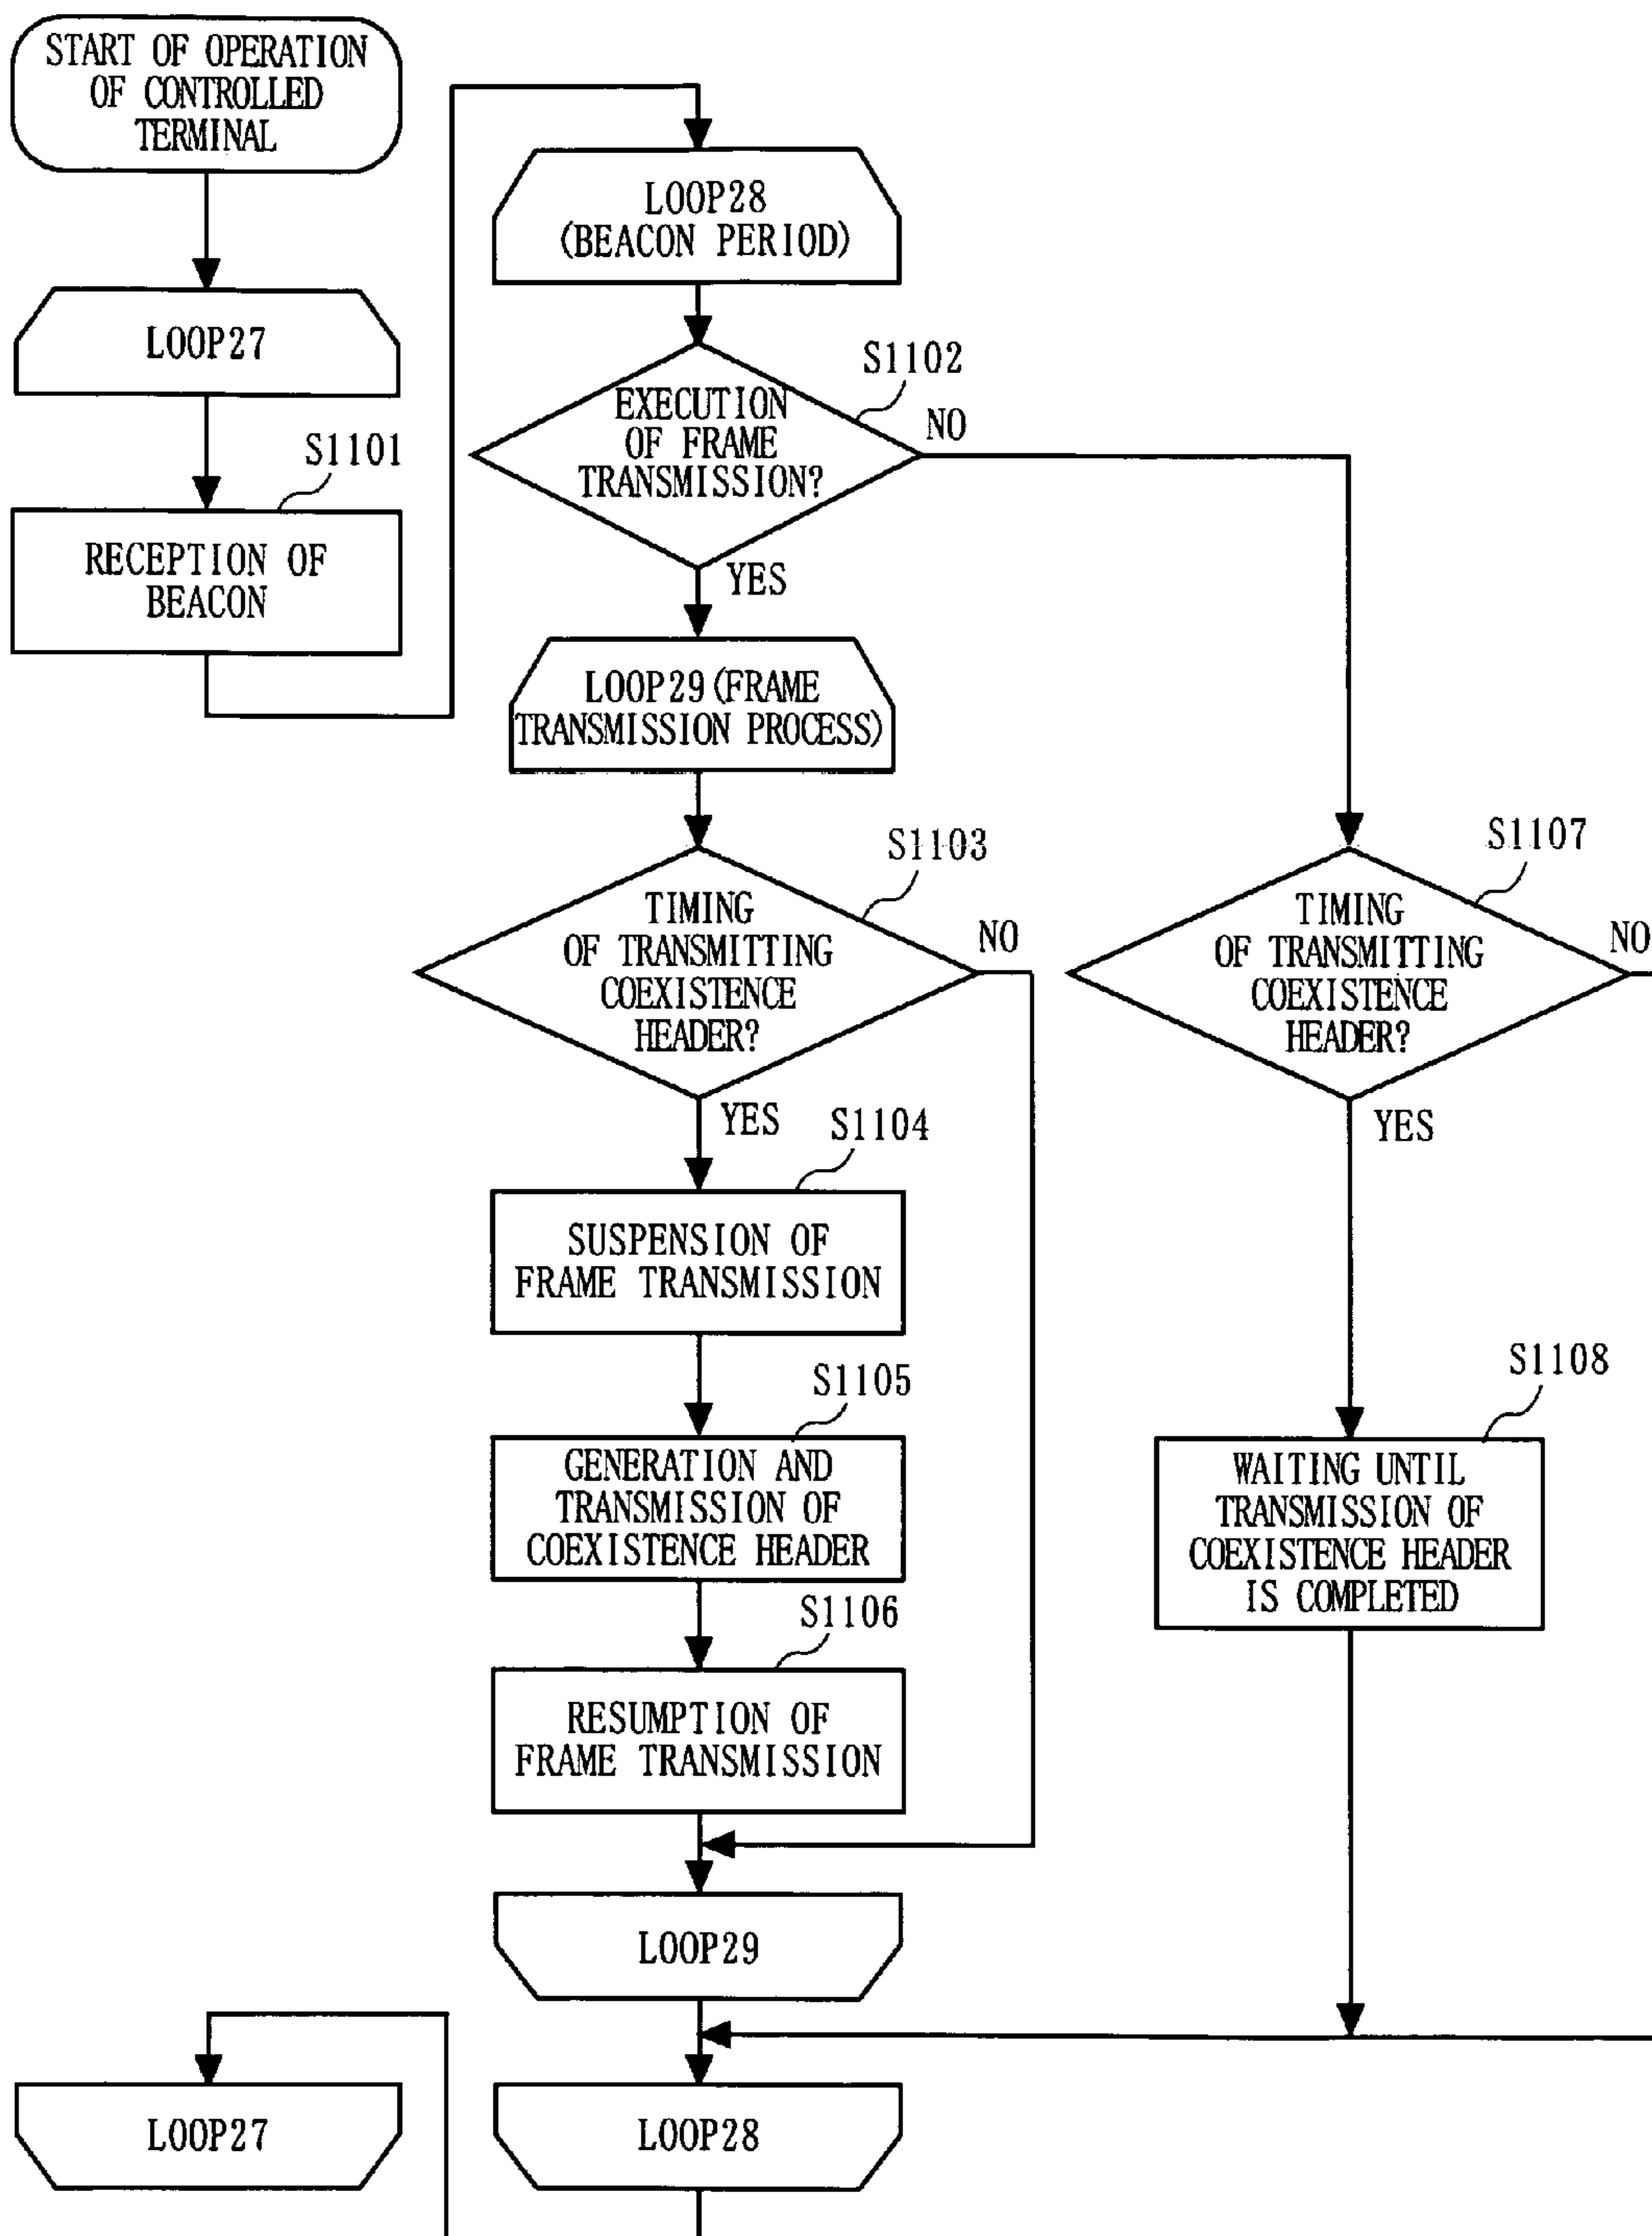 START OF OPERATION
OF CONTROLLED
TERMINAL
LOOP27
S1101
RECEPTION OF
BEACON
LOOP28
(BEACON PERIOD)
S1102
EXECUTION
OF FRAME
TRANSMISSION?
NO
YES
LOOP29(FRAME
TRANSMISSION PROCESS)
S1103
TIMING
OF TRANSMITTING
COEXISTENCE
HEADER?
NO
YES
S1104
SUSPENSION OF
FRAME TRANSMISSION
S1105
GENERATION AND
TRANSMISSION OF
COEXISTENCE HEADER
S1106
RESUMPTION OF
FRAME TRANSMISSION
LOOP29
S1107
TIMING
OF TRANSMITTING
COEXISTENCE
HEADER?
NO
YES
S1108
WAITING UNTIL
TRANSMISSION OF
COEXISTENCE HEADER
IS COMPLETED
LOOP28
LOOP27